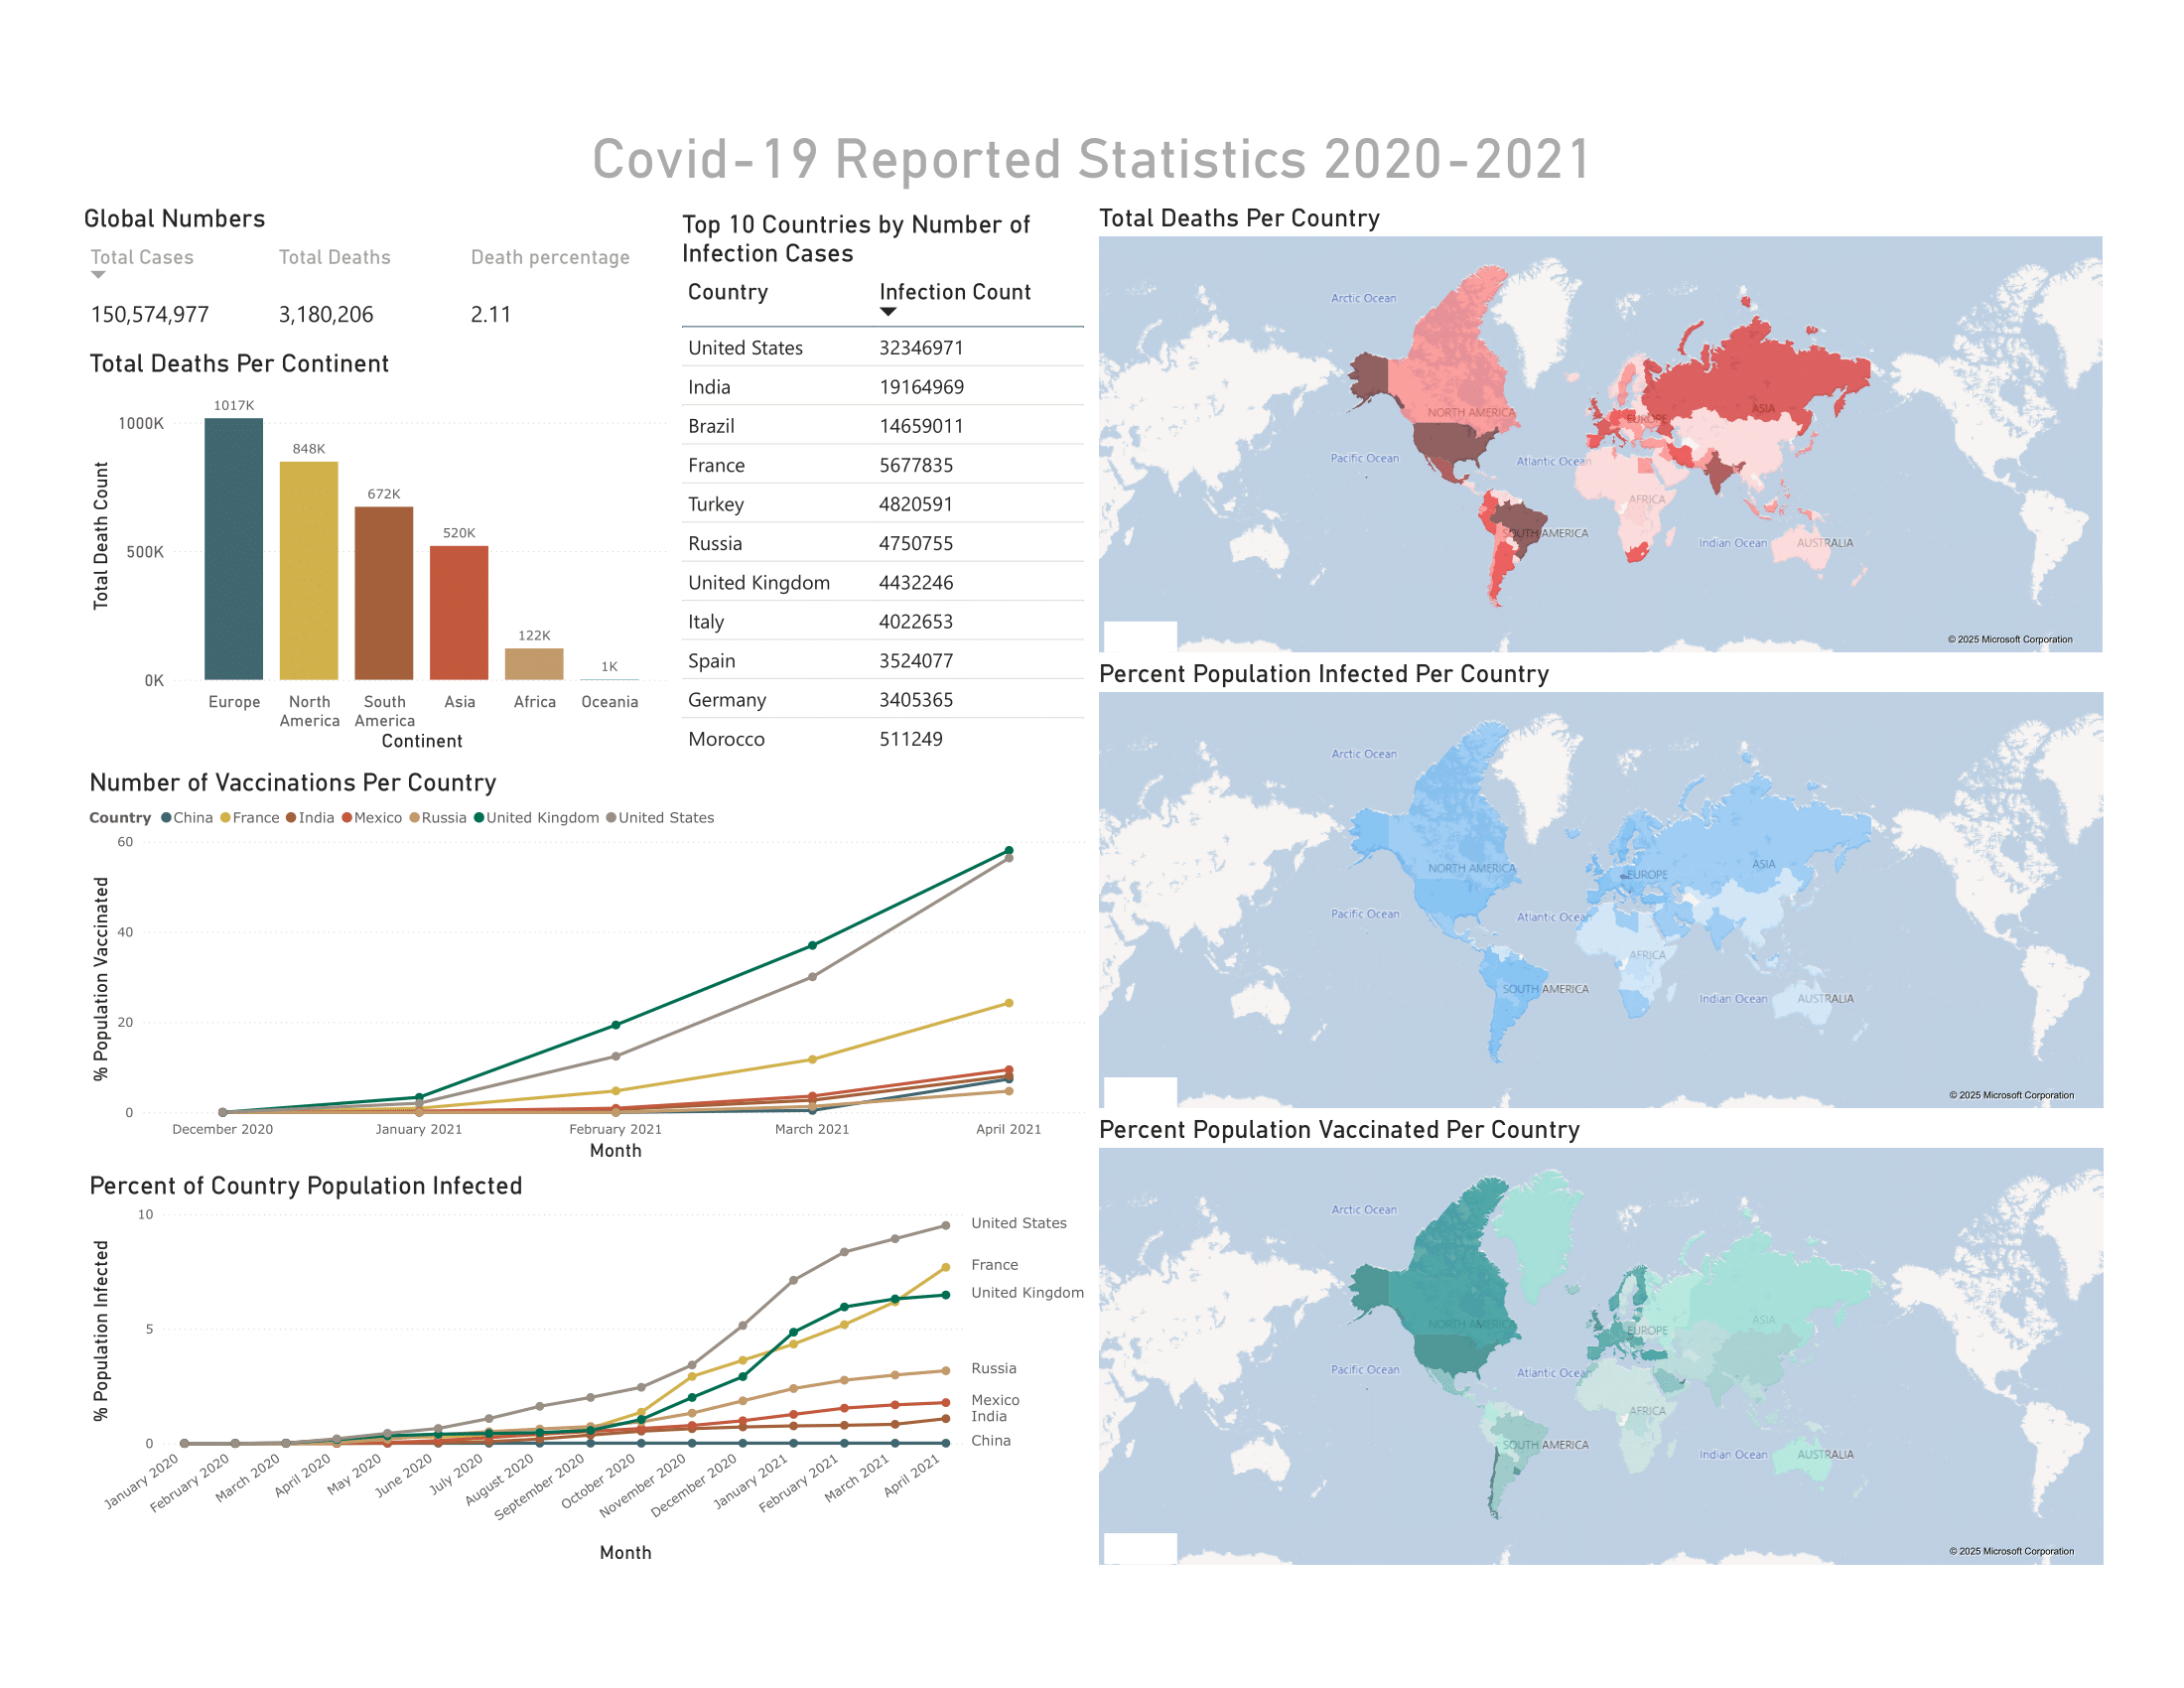 Covid-19 Reported Statistics 2020-2021
Global Numbers
Total Cases Total Deaths Death percentage
150,574,977 3,180,206 2.11
Total Deaths Per Continent
Total Death Count
1000K
500K
0K
1017K
848K
672K
520K
122K
1K
Europe North America South America Asia Africa Oceania
Continent
Top 10 Countries by Number of
Infection Cases
Country Infection Count
United States 32346971
India 19164969
Brazil 14659011
France 5677835
Turkey 4820591
Russia 4750755
United Kingdom 4432246
Italy 4022653
Spain 3524077
Germany 3405365
Morocco 511249
Number of Vaccinations Per Country
Country China France India Mexico Russia United Kingdom United States
% Population Vaccinated
60
40
20
0
December 2020 January 2021 February 2021 March 2021 April 2021
Month
Percent of Country Population Infected
% Population Infected
10
5
0
United States
France
United Kingdom
Russia
Mexico
India
China
January 2020 February 2020 March 2020 April 2020 May 2020 June 2020 July 2020 August 2020 September 2020 October 2020 November 2020 December 2020 January 2021 February 2021 March 2021 April 2021
Month
Total Deaths Per Country
Arctic Ocean
NORTH AMERICA
EUROPE
ASIA
Pacific Ocean
Atlantic Ocean
AFRICA
SOUTH AMERICA
Indian Ocean
AUSTRALIA
© 2025 Microsoft Corporation
Percent Population Infected Per Country
Arctic Ocean
NORTH AMERICA
EUROPE
ASIA
Pacific Ocean
Atlantic Ocean
AFRICA
SOUTH AMERICA
Indian Ocean
AUSTRALIA
© 2025 Microsoft Corporation
Percent Population Vaccinated Per Country
Arctic Ocean
NORTH AMERICA
EUROPE
ASIA
Pacific Ocean
Atlantic Ocean
AFRICA
SOUTH AMERICA
Indian Ocean
AUSTRALIA
© 2025 Microsoft Corporation